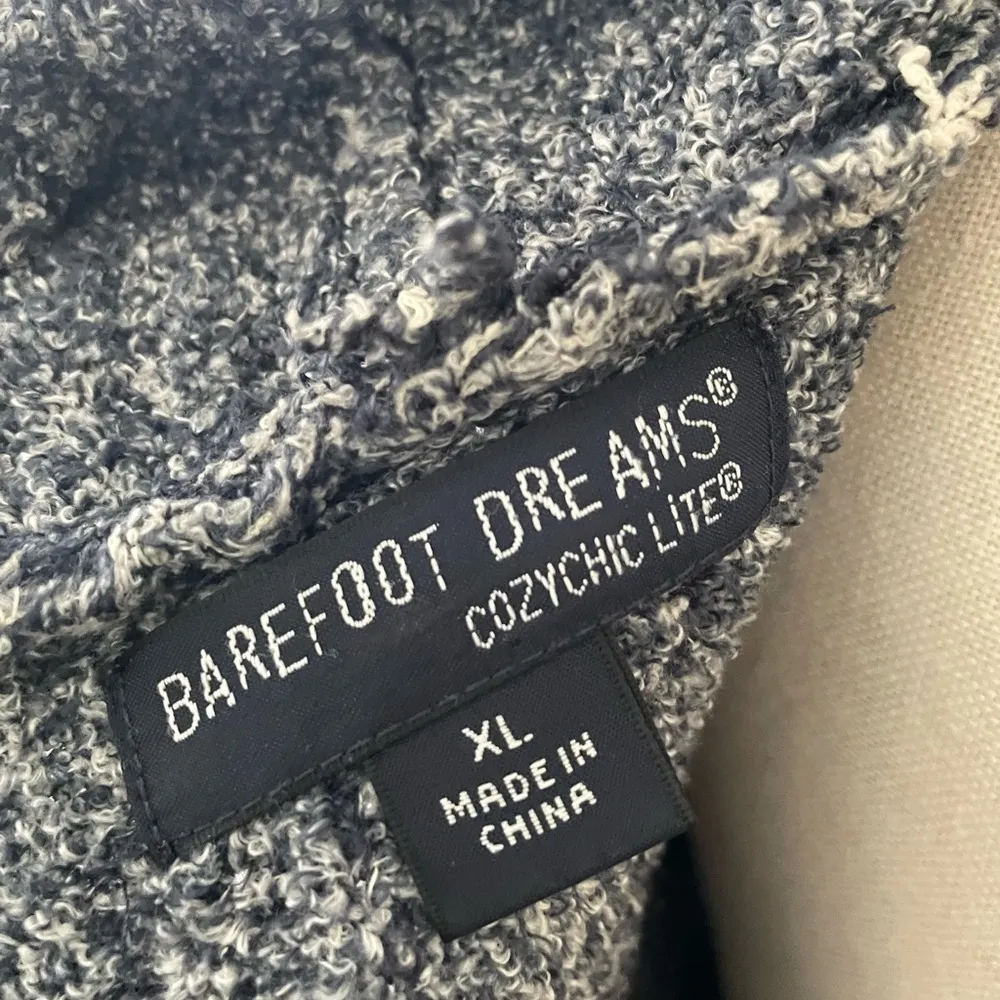 BAREFOOT DREAMS®
COZYCHIC LiTE®
XL
MADE IN
CHINA